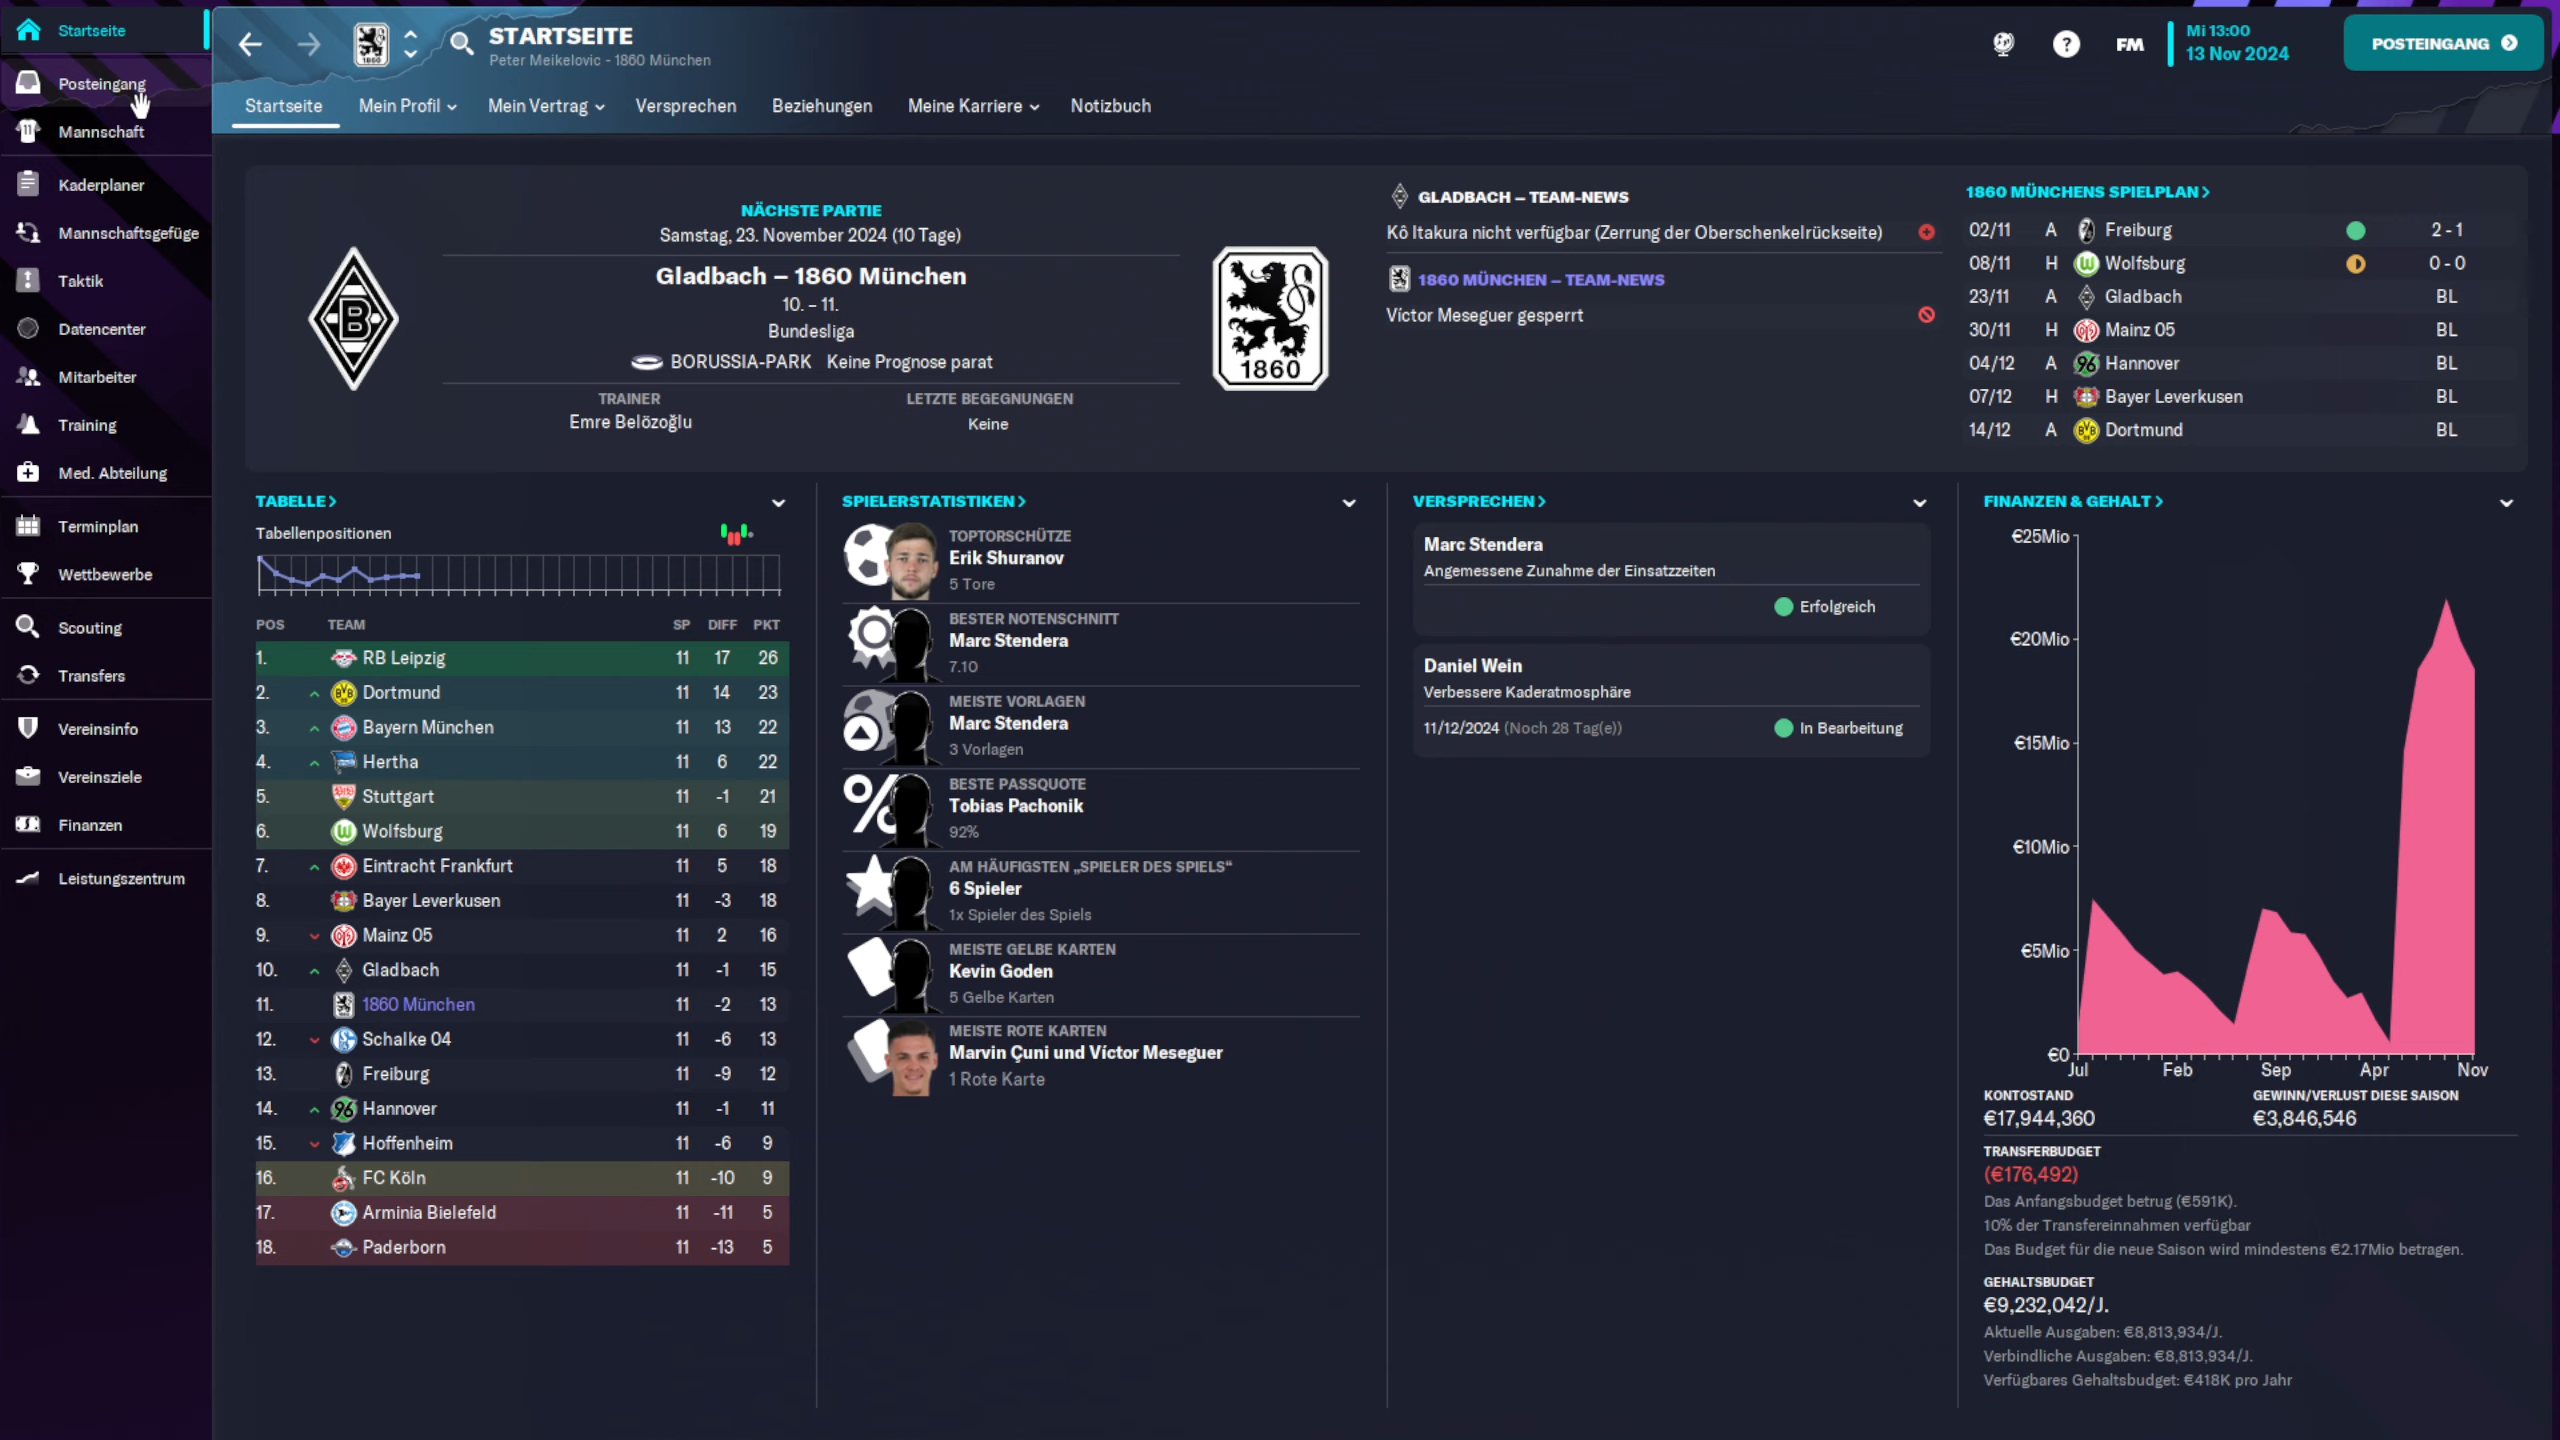 Startseite
Posteingang
Mannschaft
Kaderplaner
Mannschaftsgefüge
Taktik
Datencenter
Mitarbeiter
Training
Med. Abteilung
Terminplan
Wettbewerbe
Scouting
Transfers
Vereinsinfo
Vereinsziele
Finanzen
Leistungszentrum
STARTSEITE
Peter Meikelovic - 1860 München
FM
Mi 13:00
13 Nov 2024
POSTEINGANG
Startseite Mein Profil Mein Vertrag Versprechen Beziehungen Meine Karriere Notizbuch
NÄCHSTE PARTIE
Samstag, 23. November 2024 (10 Tage)
Gladbach – 1860 München
10. – 11.
Bundesliga
BORUSSIA-PARK Keine Prognose parat
TRAINER LETZTE BEGEGNUNGEN
Emre Belözoğlu Keine
1860
GLADBACH – TEAM-NEWS
Kô Itakura nicht verfügbar (Zerrung der Oberschenkelrückseite)
1860 MÜNCHEN – TEAM-NEWS
Víctor Meseguer gesperrt
1860 MÜNCHENS SPIELPLAN
02/11 A Freiburg 2 - 1
08/11 H Wolfsburg 0 - 0
23/11 A Gladbach BL
30/11 H Mainz 05 BL
04/12 A Hannover BL
07/12 H Bayer Leverkusen BL
14/12 A Dortmund BL
TABELLE
Tabellenpositionen
POS TEAM SP DIFF PKT
1. RB Leipzig 11 17 26
2. Dortmund 11 14 23
3. Bayern München 11 13 22
4. Hertha 11 6 22
5. Stuttgart 11 -1 21
6. Wolfsburg 11 6 19
7. Eintracht Frankfurt 11 5 18
8. Bayer Leverkusen 11 -3 18
9. Mainz 05 11 2 16
10. Gladbach 11 -1 15
11. 1860 München 11 -2 13
12. Schalke 04 11 -6 13
13. Freiburg 11 -9 12
14. Hannover 11 -1 11
15. Hoffenheim 11 -6 9
16. FC Köln 11 -10 9
17. Arminia Bielefeld 11 -11 5
18. Paderborn 11 -13 5
SPIELERSTATISTIKEN
TOPTORSCHÜTZE
Erik Shuranov
5 Tore
BESTER NOTENSCHNITT
Marc Stendera
7.10
MEISTE VORLAGEN
Marc Stendera
3 Vorlagen
BESTE PASSQUOTE
Tobias Pachonik
92%
AM HÄUFIGSTEN „SPIELER DES SPIELS“
6 Spieler
1x Spieler des Spiels
MEISTE GELBE KARTEN
Kevin Goden
5 Gelbe Karten
MEISTE ROTE KARTEN
Marvin Çuni und Víctor Meseguer
1 Rote Karte
VERSPRECHEN
Marc Stendera
Angemessene Zunahme der Einsatzzeiten
Erfolgreich
Daniel Wein
Verbessere Kaderatmosphäre
11/12/2024 (Noch 28 Tag(e)) In Bearbeitung
FINANZEN & GEHALT
€25Mio
€20Mio
€15Mio
€10Mio
€5Mio
€0
Jul Feb Sep Apr Nov
KONTOSTAND GEWINN/VERLUST DIESE SAISON
€17,944,360 €3,846,546
TRANSFERBUDGET
(€176,492)
Das Anfangsbudget betrug (€591K).
10% der Transfereinnahmen verfügbar
Das Budget für die neue Saison wird mindestens €2.17Mio betragen.
GEHALTSBUDGET
€9,232,042/J.
Aktuelle Ausgaben: €8,813,934/J.
Verbindliche Ausgaben: €8,813,934/J.
Verfügbares Gehaltsbudget: €418K pro Jahr